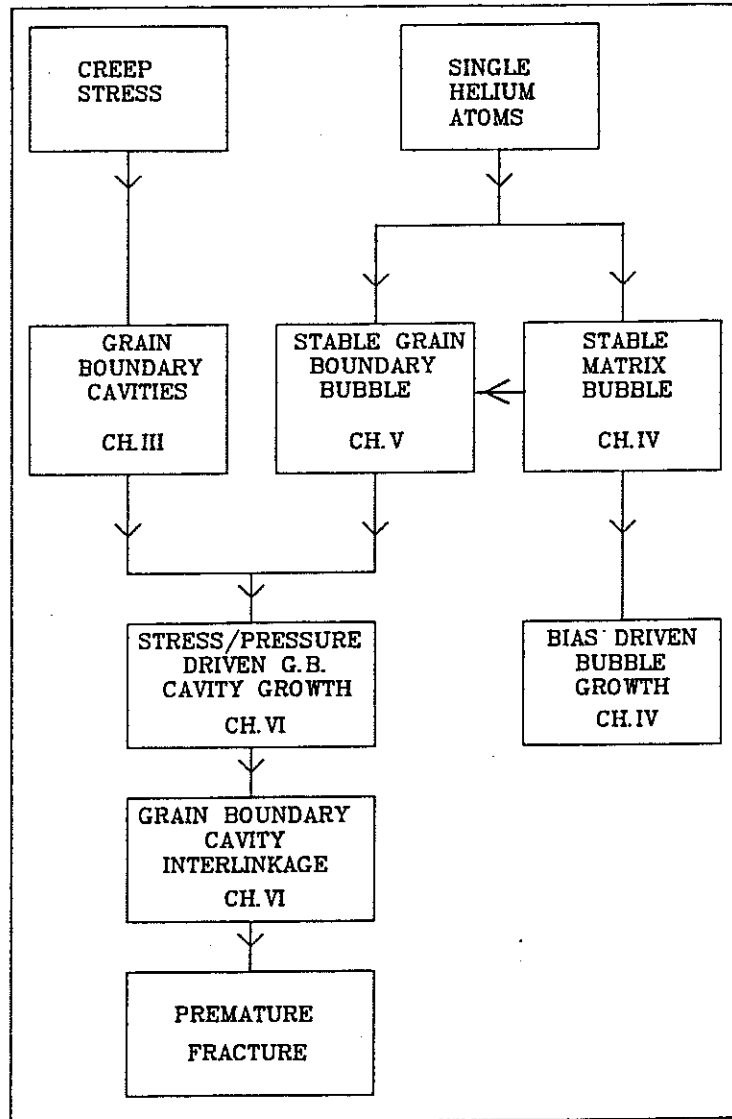 CREEP
STRESS
SINGLE
HELIUM
ATOMS
GRAIN
BOUNDARY
CAVITIES
CH.III
STABLE GRAIN
BOUNDARY
BUBBLE
CH.V
STABLE
MATRIX
BUBBLE
CH.IV
STRESS/PRESSURE
DRIVEN G.B.
CAVITY GROWTH
CH.VI
BIAS DRIVEN
BUBBLE
GROWTH
CH.IV
GRAIN BOUNDARY
CAVITY
INTERLINKAGE
CH.VI
PREMATURE
FRACTURE